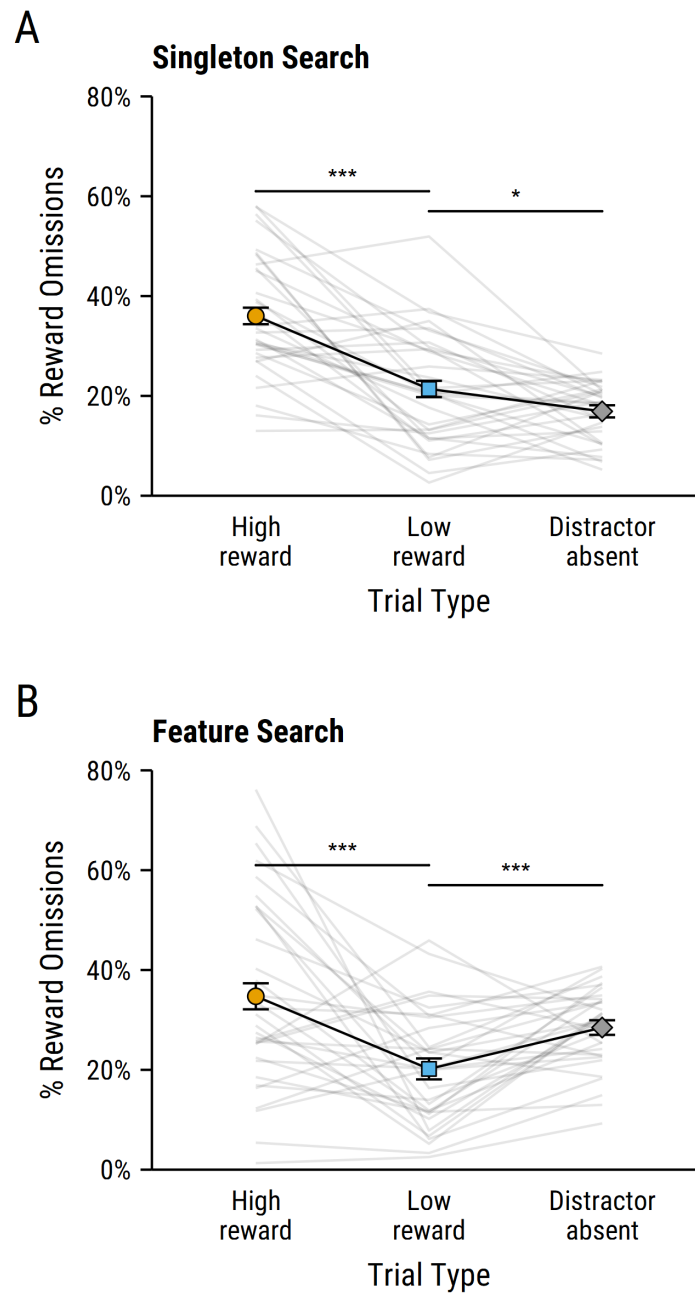 A
Singleton Search
% Reward Omissions
80%
60%
40%
20%
0%
***
*
High reward
Low reward
Distractor absent
Trial Type
B
Feature Search
% Reward Omissions
80%
60%
40%
20%
0%
***
***
High reward
Low reward
Distractor absent
Trial Type